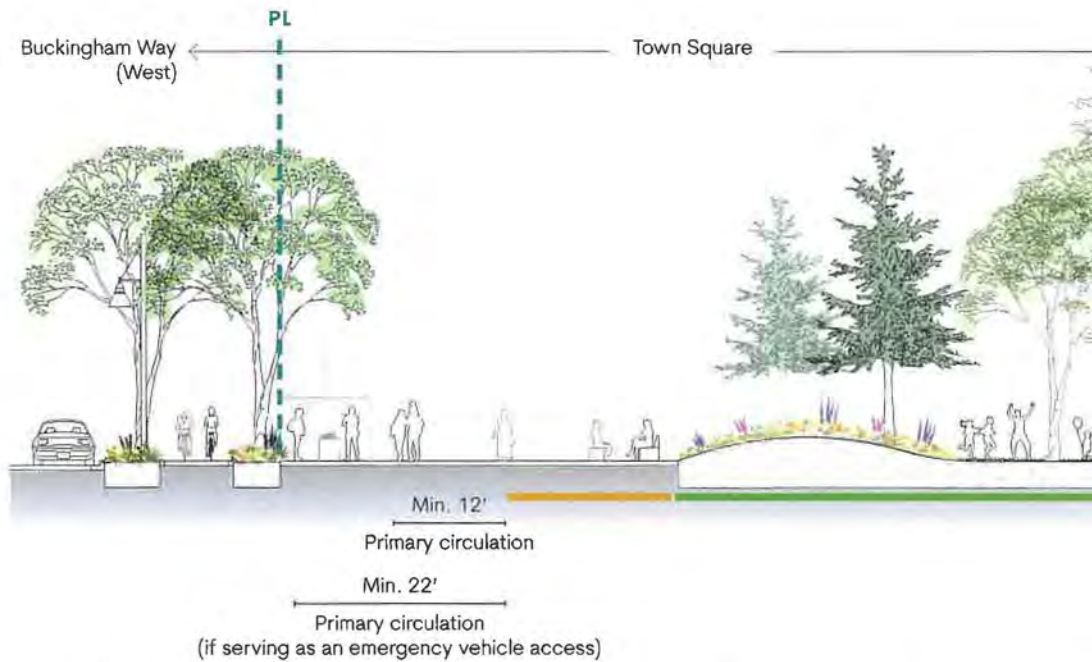 PL
Buckingham Way
(West)
Town Square
Min. 12'
Primary circulation
Min. 22'
Primary circulation
(if serving as an emergency vehicle access)